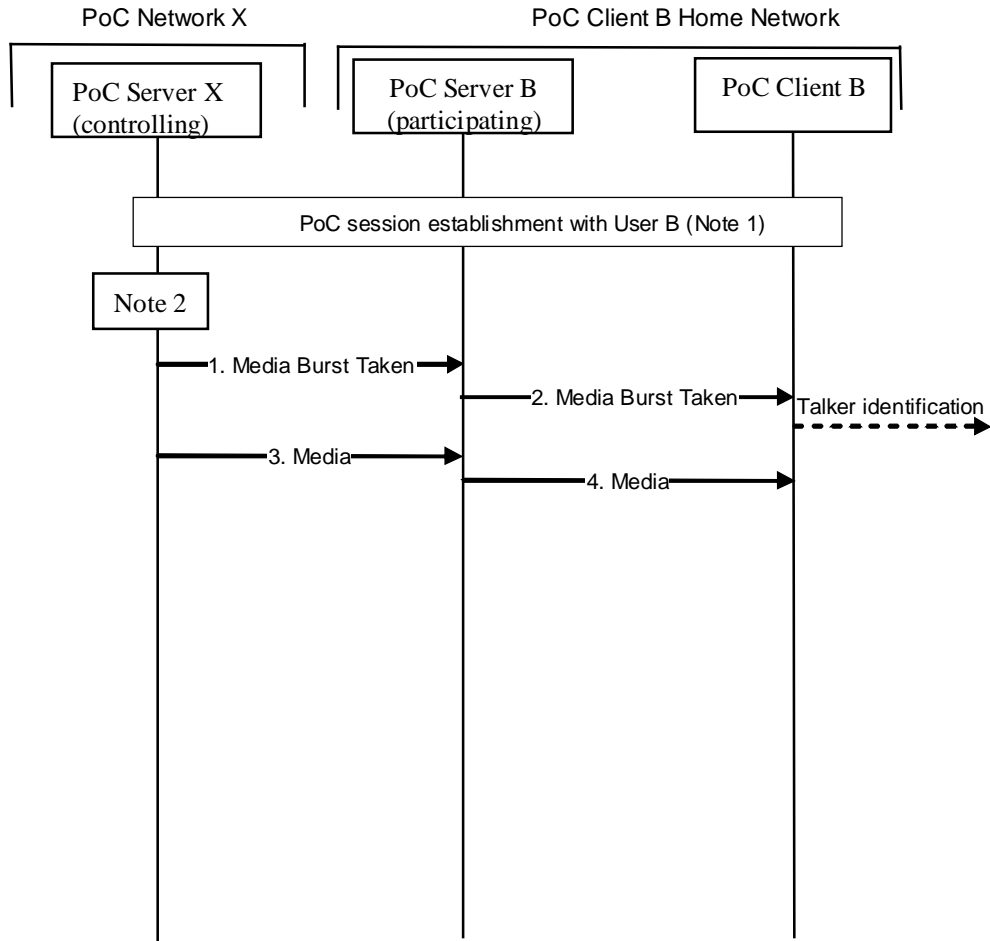 PoC Network X
PoC Client B Home Network
PoC Server X
(controlling)
PoC Server B
(participating)
PoC Client B
PoC session establishment with User B (Note 1)
Note 2
1. Media Burst Taken
2. Media Burst Taken
Talker identification
3. Media
4. Media